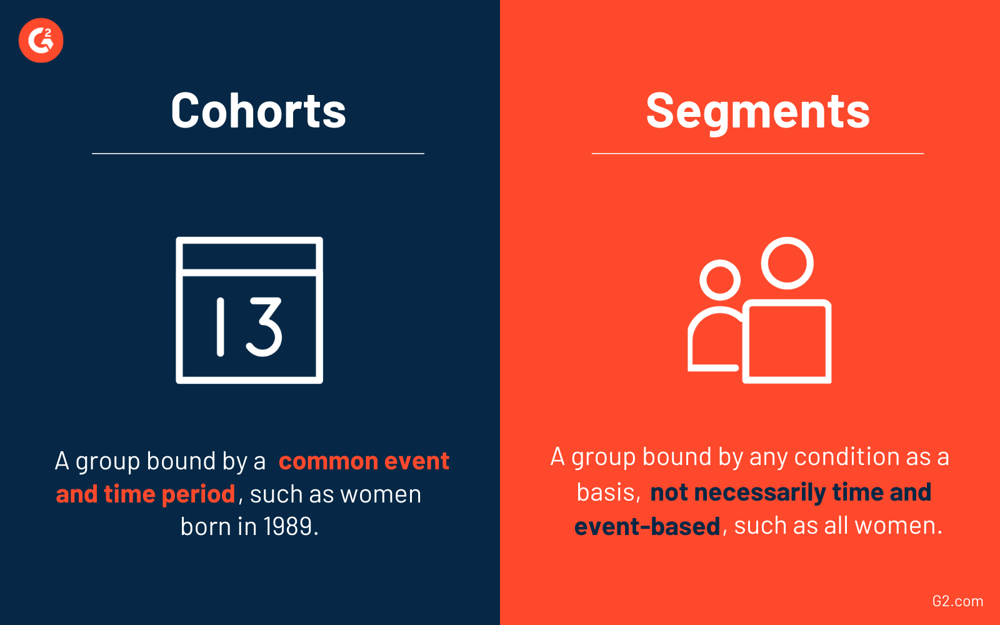 G2
Cohorts
13
A group bound by a common event
and time period, such as women
born in 1989.
Segments
A group bound by any condition as a
basis, not necessarily time and
event-based, such as all women.
G2.com